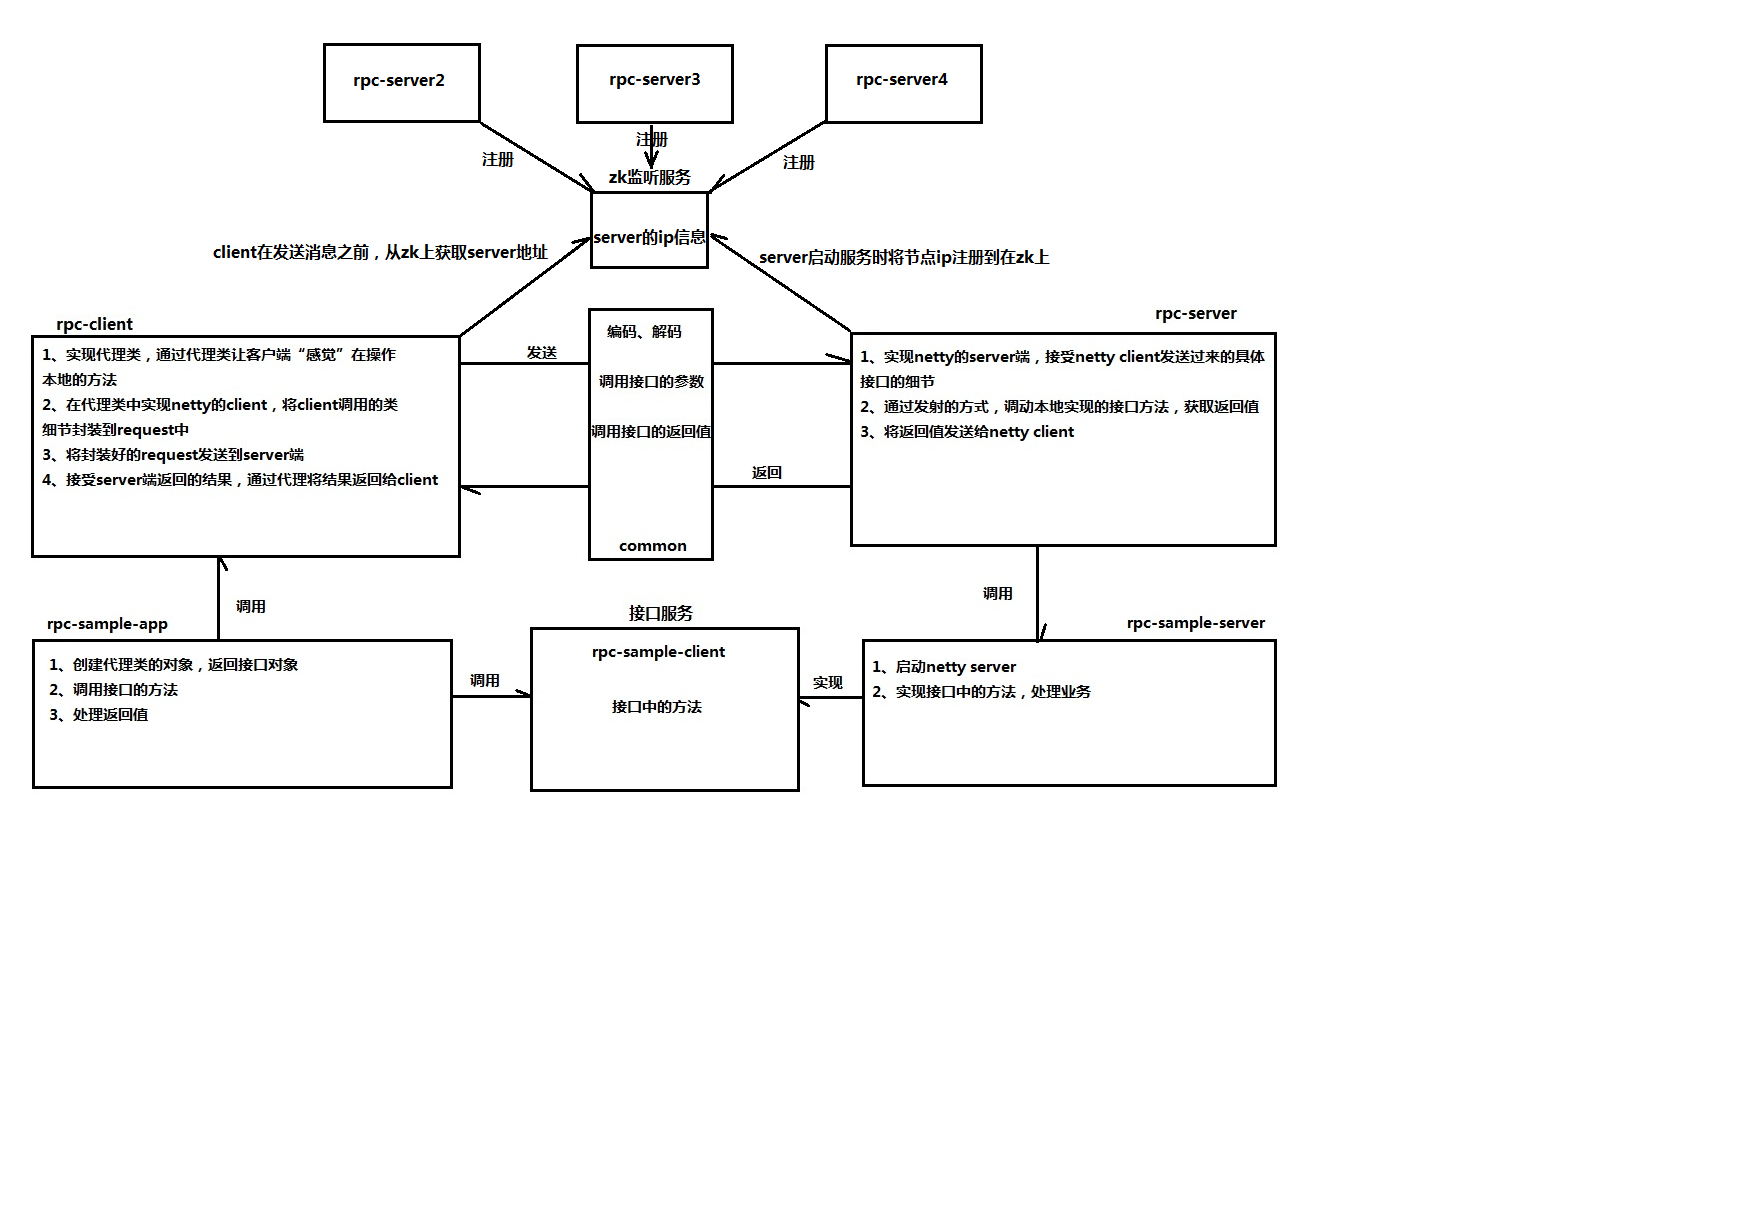 rpc-server2
rpc-server3
rpc-server4
注册
注册
注册
zk监听服务
server的ip信息
client在发送消息之前，从zk上获取server地址
server启动服务时将节点ip注册到在zk上
rpc-client
1、实现代理类，通过代理类让客户端“感觉”在操作
本地的方法
2、在代理类中实现netty的client，将client调用的类
细节封装到request中
3、将封装好的request发送到server端
4、接受server端返回的结果，通过代理将结果返回给client
发送
编码、解码
调用接口的参数
调用接口的返回值
common
返回
rpc-server
1、实现netty的server端，接受netty client发送过来的具体
接口的细节
2、通过发射的方式，调动本地实现的接口方法，获取返回值
3、将返回值发送给netty client
调用
调用
rpc-sample-app
1、创建代理类的对象，返回接口对象
2、调用接口的方法
3、处理返回值
调用
接口服务
rpc-sample-client
接口中的方法
实现
rpc-sample-server
1、启动netty server
2、实现接口中的方法，处理业务